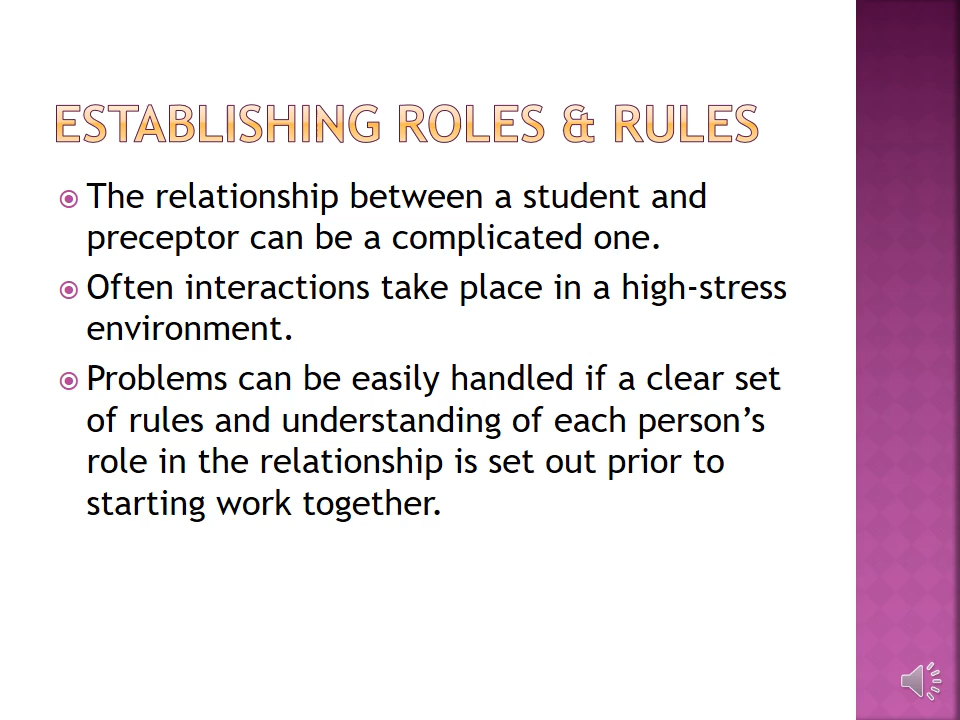 ESTABLISHING ROLES & RULES
The relationship between a student and
preceptor can be a complicated one.
Often interactions take place in a high-stress
environment.
Problems can be easily handled if a clear set
of rules and understanding of each person’s
role in the relationship is set out prior to
starting work together.